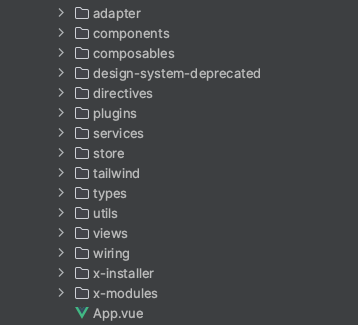 adapter
components
composables
design-system-deprecated
directives
plugins
services
store
tailwind
types
utils
views
wiring
x-installer
x-modules
App.vue